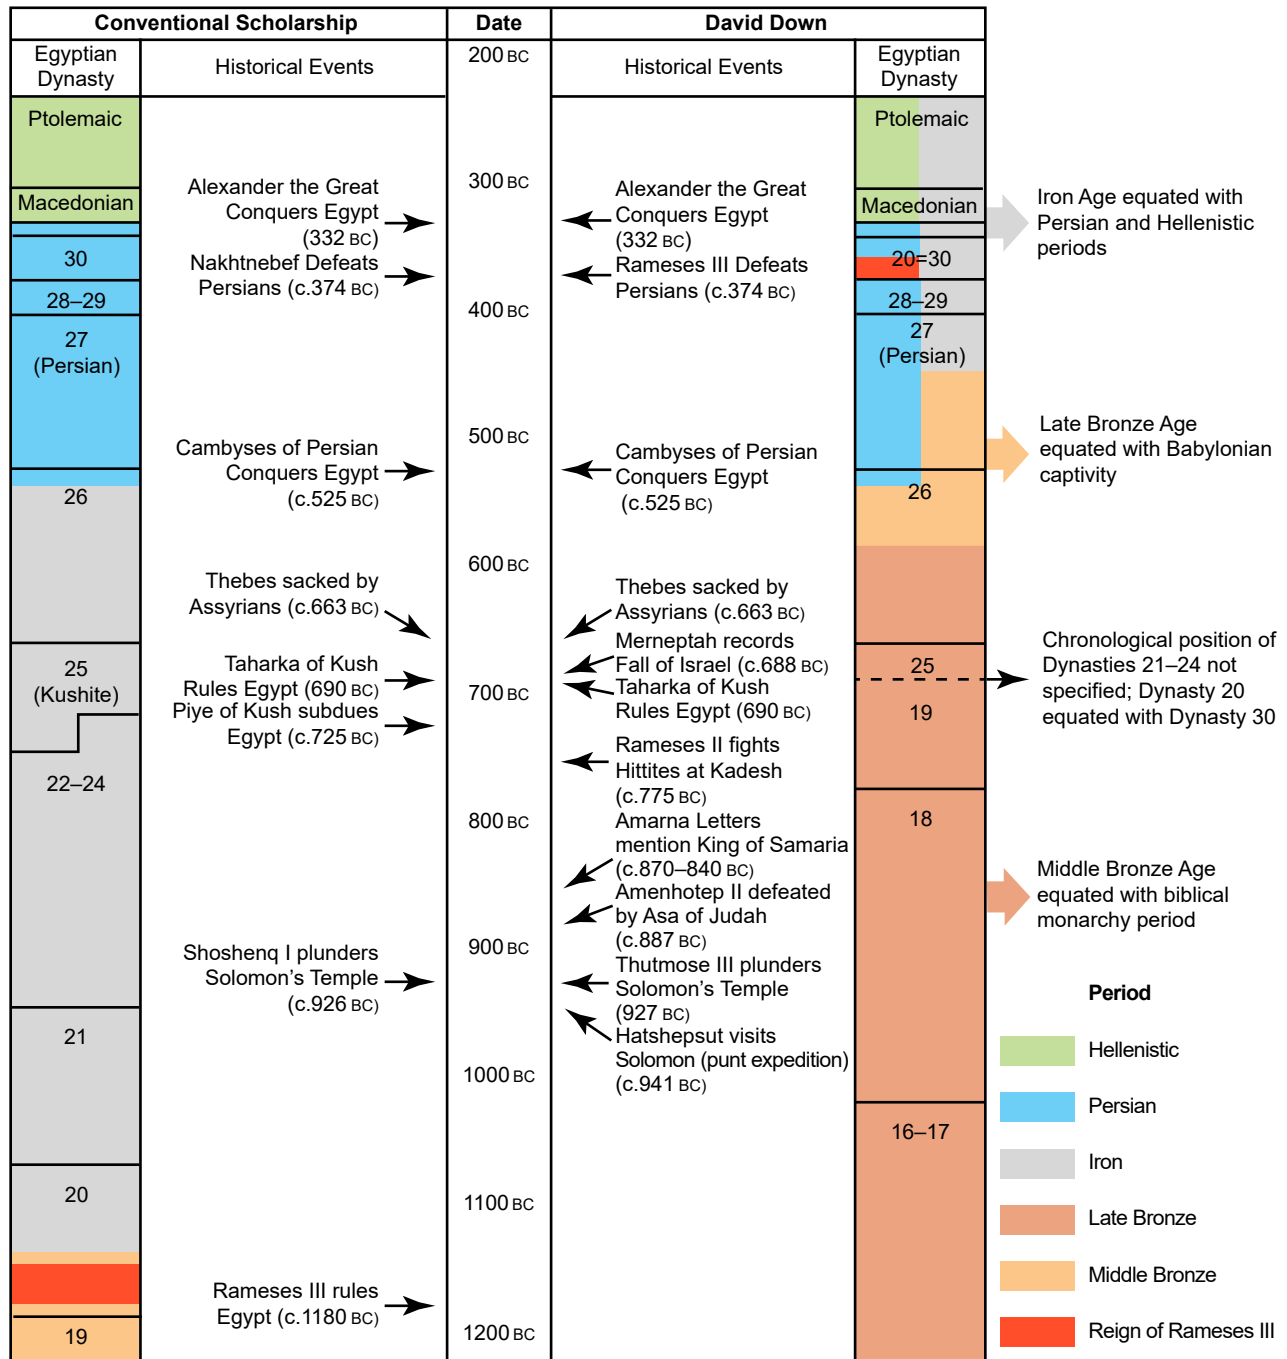 Conventional Scholarship
Date
David Down
Egyptian
Dynasty
Historical Events
200 BC
Historical Events
Egyptian
Dynasty
Ptolemaic
Macedonian
30
28–29
27
(Persian)
26
25
(Kushite)
22–24
21
20
19
Alexander the Great
Conquers Egypt
(332 BC)
Nakhtnebef Defeats
Persians (c.374 BC)
Cambyses of Persian
Conquers Egypt
(c.525 BC)
Thebes sacked by
Assyrians (c.663 BC)
Taharka of Kush
Rules Egypt (690 BC)
Piye of Kush subdues
Egypt (c.725 BC)
Shoshenq I plunders
Solomon’s Temple
(c.926 BC)
Rameses III rules
Egypt (c.1180 BC)
300 BC
400 BC
500 BC
600 BC
700 BC
800 BC
900 BC
1000 BC
1100 BC
1200 BC
Alexander the Great
Conquers Egypt
(332 BC)
Rameses III Defeats
Persians (c.374 BC)
Cambyses of Persian
Conquers Egypt
(c.525 BC)
Thebes sacked by
Assyrians (c.663 BC)
Merneptah records
Fall of Israel (c.688 BC)
Taharka of Kush
Rules Egypt (690 BC)
Rameses II fights
Hittites at Kadesh
(c.775 BC)
Amarna Letters
mention King of Samaria
(c.870–840 BC)
Amenhotep II defeated
by Asa of Judah
(c.887 BC)
Thutmose III plunders
Solomon’s Temple
(927 BC)
Hatshepsut visits
Solomon (punt expedition)
(c.941 BC)
Ptolemaic
Macedonian
20=30
28–29
27
(Persian)
26
25
19
18
16–17
Iron Age equated with
Persian and Hellenistic
periods
Late Bronze Age
equated with Babylonian
captivity
Chronological position of
Dynasties 21–24 not
specified; Dynasty 20
equated with Dynasty 30
Middle Bronze Age
equated with biblical
monarchy period
Period
Hellenistic
Persian
Iron
Late Bronze
Middle Bronze
Reign of Rameses III